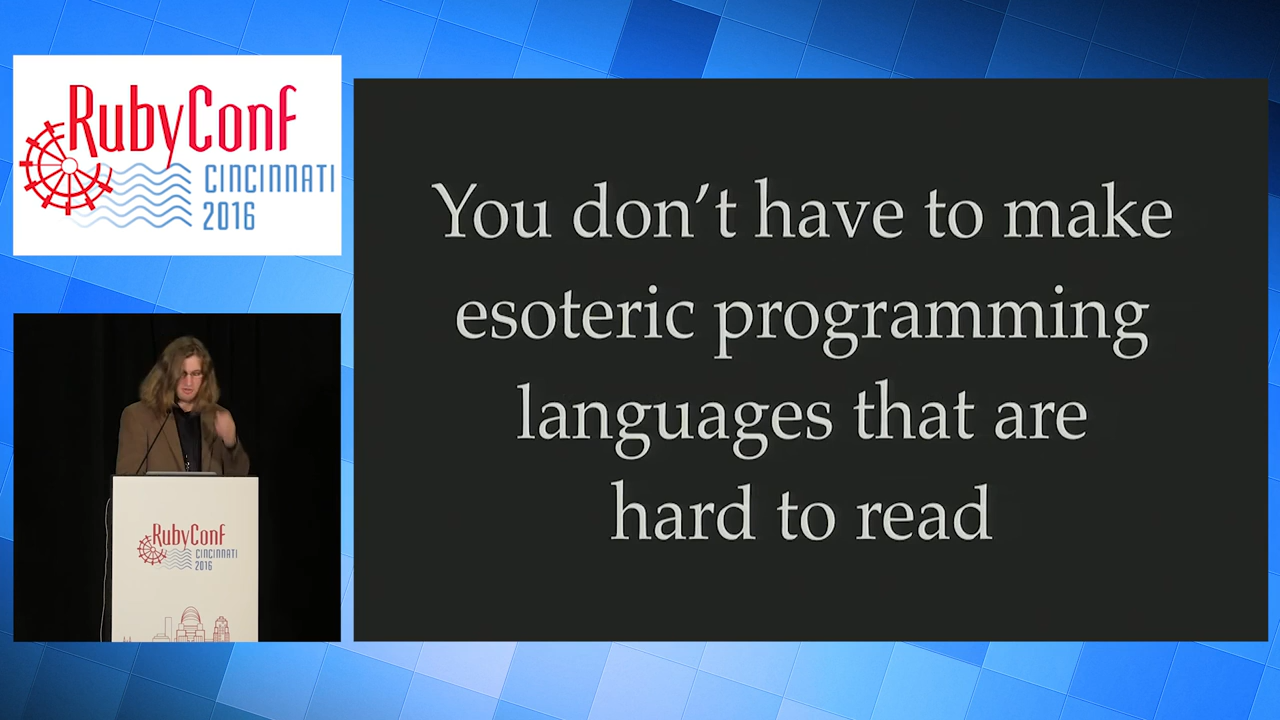 RubyConf
CINCINNATI
2016
You don't have to make
esoteric programming
languages that are
hard to read
RubyConf
CINCINNATI
2016